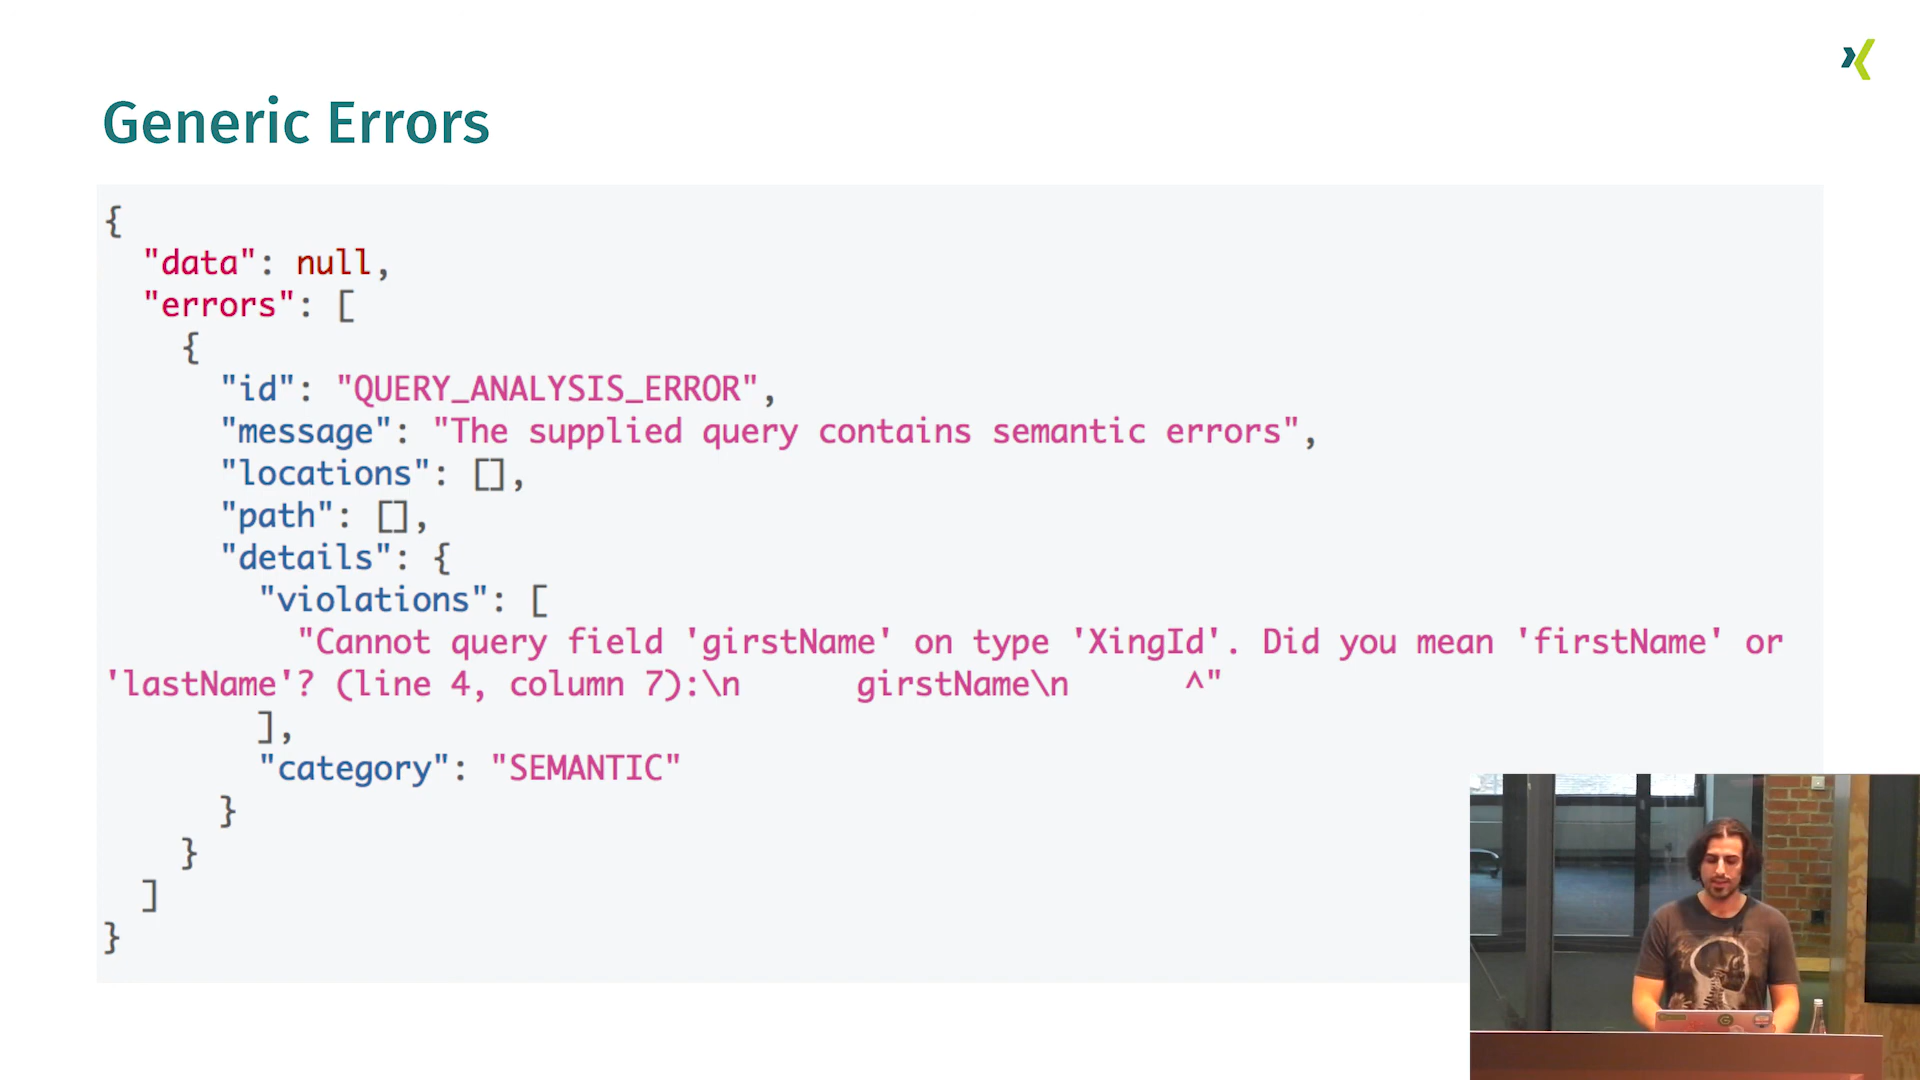 Generic Errors
{
"data": null,
"errors": [
{
"id": "QUERY_ANALYSIS_ERROR",
"message": "The supplied query contains semantic errors",
"locations": [],
"path": [],
"details": {
"violations": [
"Cannot query field 'girstName' on type 'XingId'. Did you mean 'firstName' or
'lastName'? (line 4, column 7):\n      girstName\n      ^"
],
"category": "SEMANTIC"
}
}
]
}